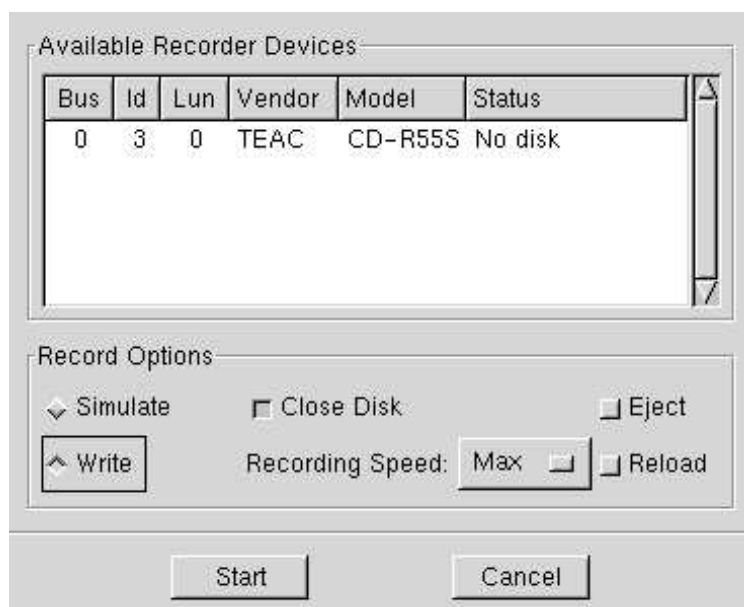 Available Recorder Devices
Bus Id Lun Vendor Model Status
0 3 0 TEAC CD-R55S No disk
Record Options
Simulate Close Disk Eject
Write Recording Speed: Max Reload
Start Cancel